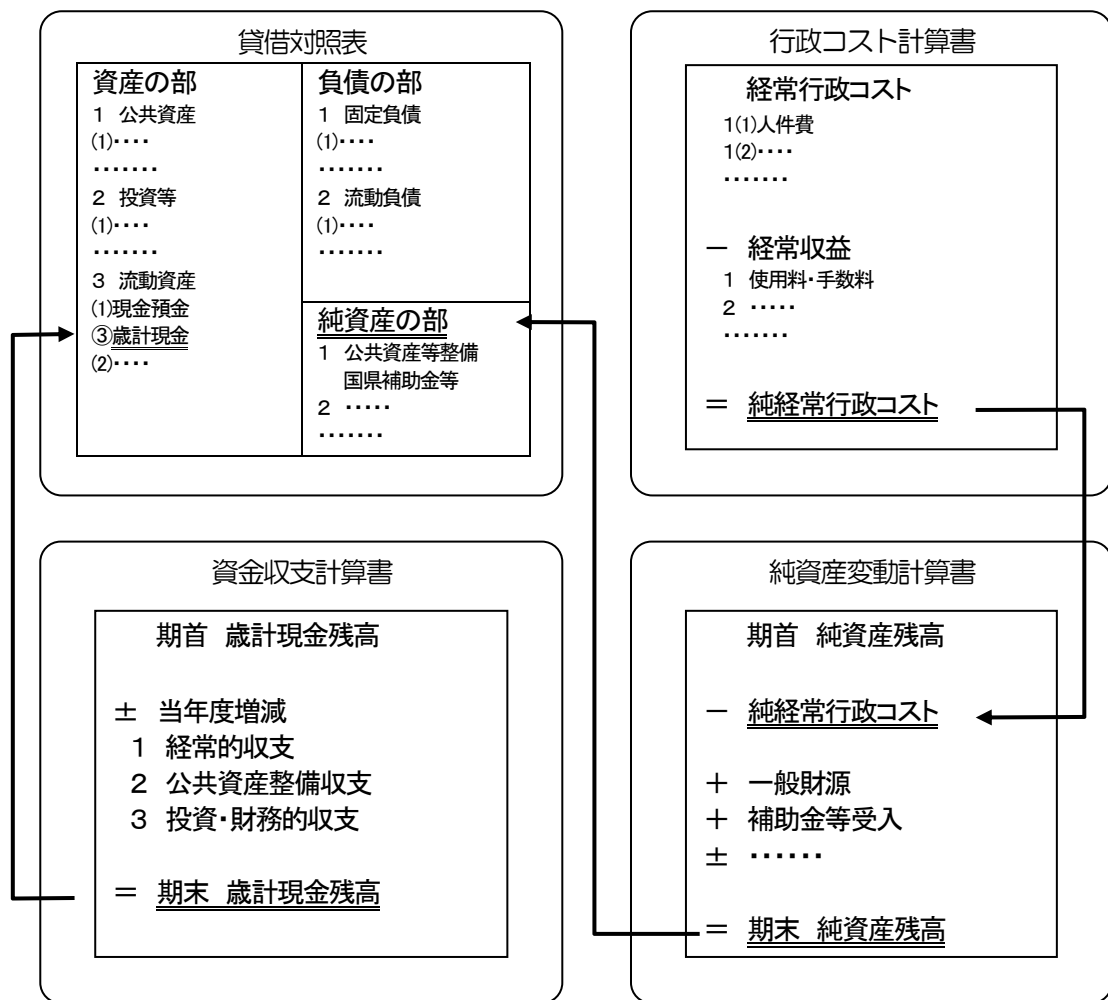 貸借対照表
資産の部
1 公共資産
⑴‥‥
‥‥‥・
2 投資等
⑴‥‥
‥‥‥・
3 流動資産
⑴現金預金
③歳計現金
⑵‥‥
負債の部
1 固定負債
⑴‥‥
‥‥‥・
2 流動負債
⑴‥‥
‥‥‥・
純資産の部
1 公共資産等整備
国県補助金等
2 ‥‥・
‥‥‥・
行政コスト計算書
経常行政コスト
1⑴人件費
1⑵‥‥
‥‥‥・
－ 経常収益
1 使用料・手数料
2 ‥‥・
‥‥‥・
＝ 純経常行政コスト
資金収支計算書
期首 歳計現金残高
± 当年度増減
1 経常的収支
2 公共資産整備収支
3 投資・財務的収支
＝ 期末 歳計現金残高
純資産変動計算書
期首 純資産残高
－ 純経常行政コスト
＋ 一般財源
＋ 補助金等受入
± ‥‥‥
＝ 期末 純資産残高